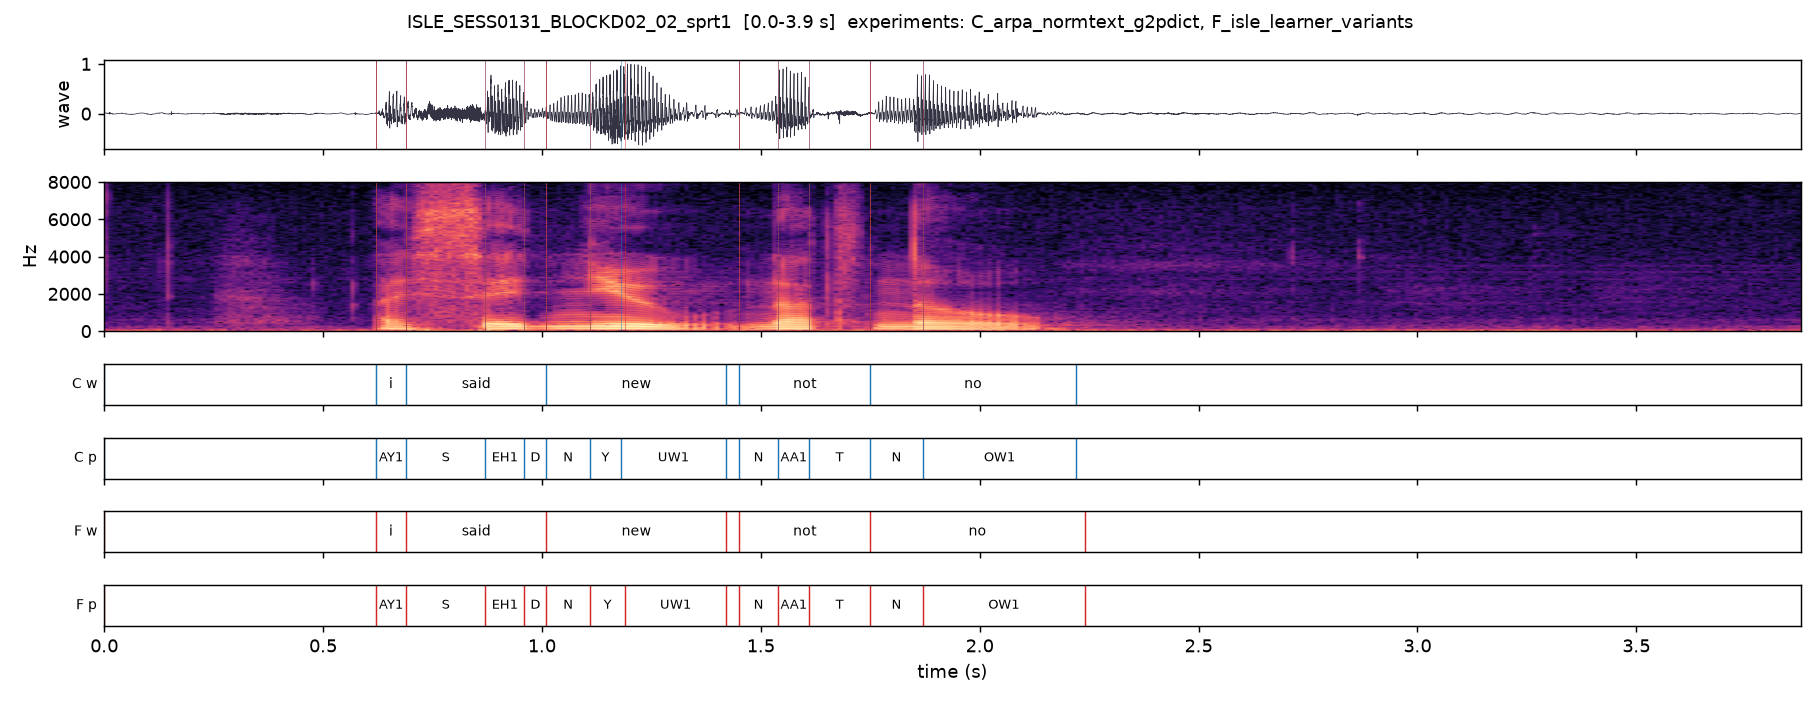 ISLE_SESS0131_BLOCKD02_02_sprt1 [0.0-3.9 s] experiments: C_arpa_normtext_g2pdict, F_isle_learner_variants
wave
1
0
Hz
8000
6000
4000
2000
0
C w i said new not no
C p AY1 S EH1 D N Y UW1 N AA1 T N OW1
F w i said new not no
F p AY1 S EH1 D N Y UW1 N AA1 T N OW1
0.0 0.5 1.0 1.5 2.0 2.5 3.0 3.5
time (s)